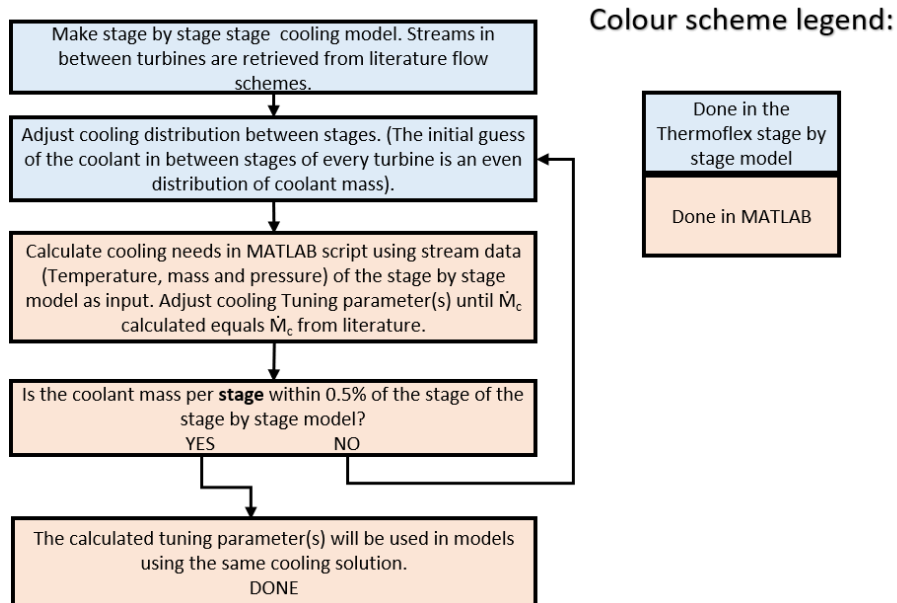 Colour scheme legend:
Make stage by stage stage cooling model. Streams in
between turbines are retrieved from literature flow
schemes.
Adjust cooling distribution between stages. (The initial guess
of the coolant in between stages of every turbine is an even
distribution of coolant mass).
Calculate cooling needs in MATLAB script using stream data
(Temperature, mass and pressure) of the stage by stage
model as input. Adjust cooling Tuning parameter(s) until Ṁc
calculated equals Ṁc from literature.
Is the coolant mass per stage within 0.5% of the stage of the
stage by stage model?
YES NO
The calculated tuning parameter(s) will be used in models
using the same cooling solution.
DONE
Done in the
Thermoflex stage by
stage model
Done in MATLAB